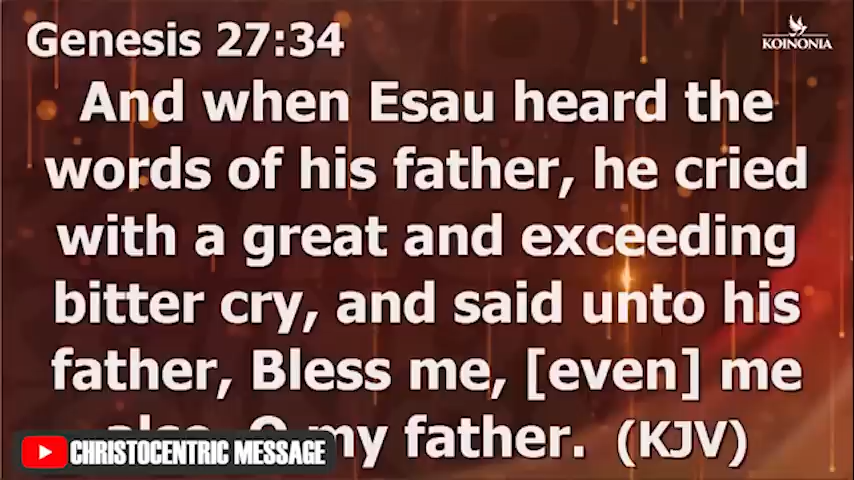 Genesis 27:34
KOINONIA
And when Esau heard the
words of his father, he cried
with a great and exceeding
bitter cry, and said unto his
father, Bless me, [even] me
also, O my father. (KJV)
CHRISTOCENTRIC MESSAGE